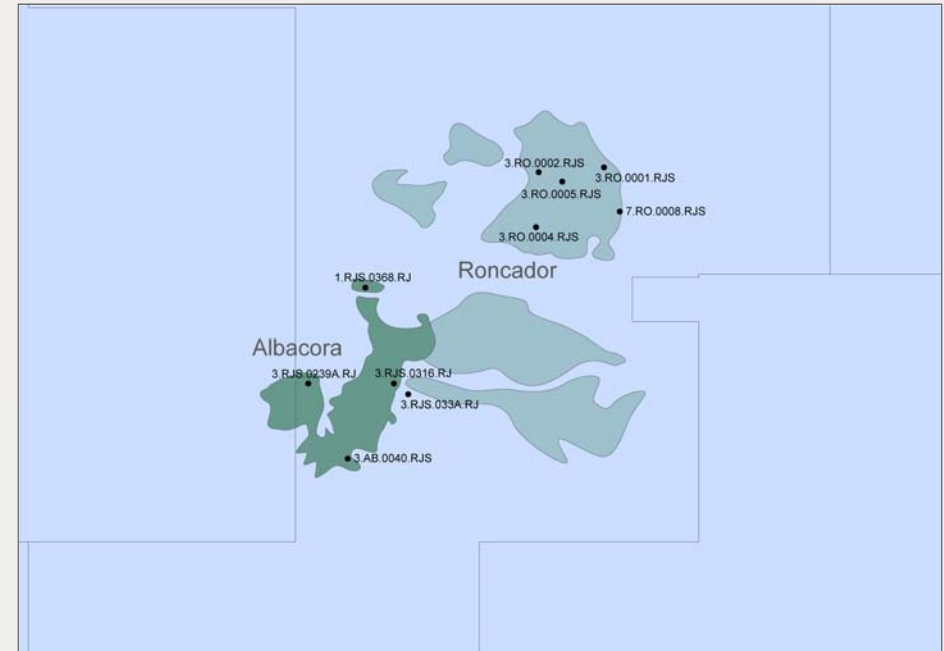 3.RO.0002.RJS
3.RO.0001.RJS
3.RO.0005.RJS
7.RO.0008.RJS
3.RO.0004.RJS
Roncador
1.RJS.0368.RJ
Albacora
3.RJS.0239A.RJ
3.RJS.0316.RJ
3.RJS.033A.RJ
3.AB.0040.RJS